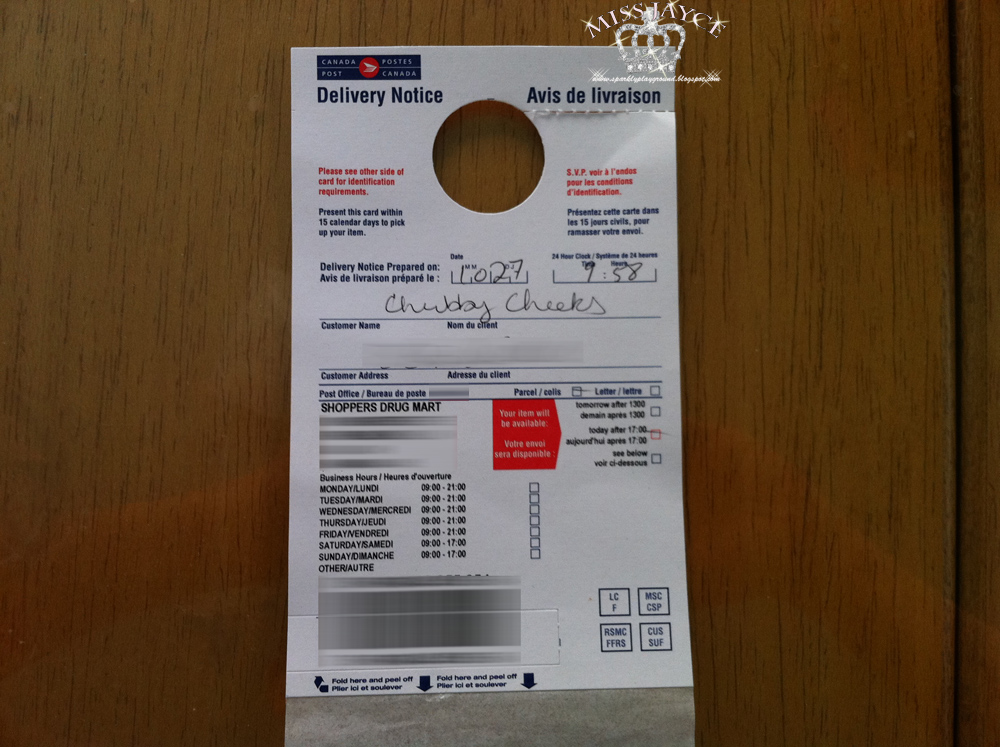 MISS JAYCE
www.sparklyplayground.blogspot.com
CANADA POSTES
POST CANADA
Delivery Notice Avis de livraison
Please see other side of
card for identification
requirements.
S.V.P. voir à l'endos
pour les conditions
d'identification.
Present this card within
15 calendar days to pick
up your item.
Présentez cette carte dans
les 15 jours civils, pour
ramasser votre envoi.
Date 24 Hour Clock / Système de 24 heures
Delivery Notice Prepared on:
Avis de livraison préparé le :
1027 9:58
Chubby Cheeks
Customer Name Nom du client
Customer Address Adresse du client
Post Office / Bureau de poste Parcel / colis Letter / lettre
SHOPPERS DRUG MART
Your item will
be available:
Votre envoi
sera disponible :
tomorrow after 1300
demain après 1300
today after 17:00
aujourd'hui après 17:00
see below
voir ci-dessous
Business Hours / Heures d'ouverture
MONDAY/LUNDI 09:00 - 21:00
TUESDAY/MARDI 09:00 - 21:00
WEDNESDAY/MERCREDI 09:00 - 21:00
THURSDAY/JEUDI 09:00 - 21:00
FRIDAY/VENDREDI 09:00 - 21:00
SATURDAY/SAMEDI 09:00 - 17:00
SUNDAY/DIMANCHE 09:00 - 17:00
OTHER/AUTRE
LC MSC
F CSP
RSMC CUS
FFRS SUF
Fold here and peel off Fold here and peel off
Plier ici et soulever Plier ici et soulever